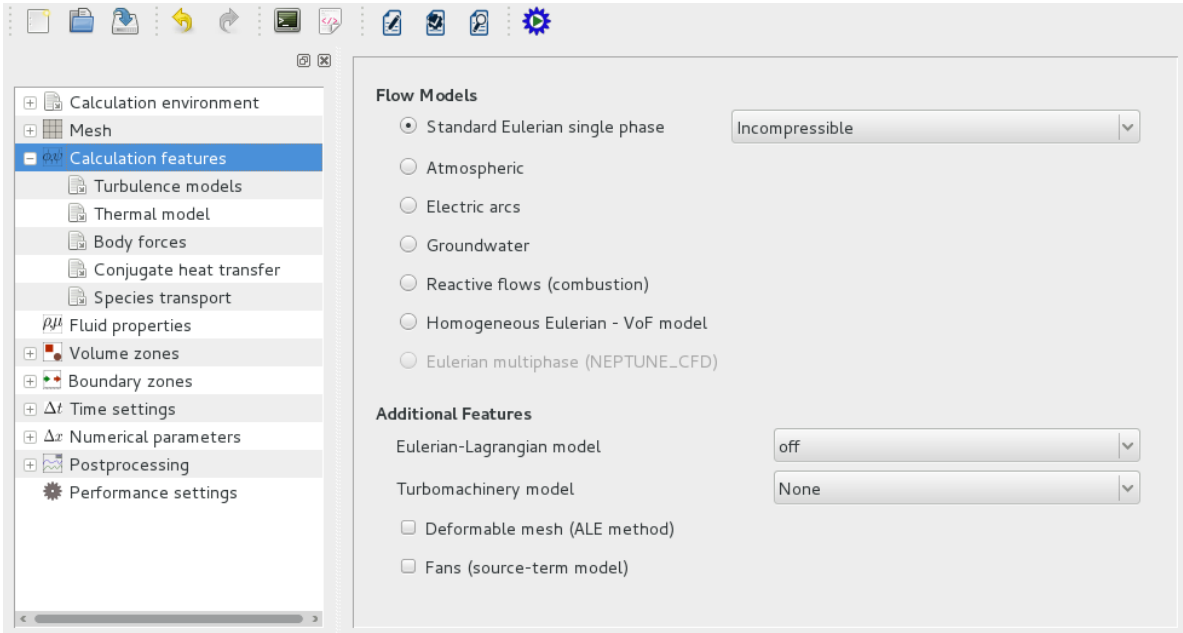 Calculation environment
Mesh
Calculation features
Turbulence models
Thermal model
Body forces
Conjugate heat transfer
Species transport
ρ,μ Fluid properties
Volume zones
Boundary zones
Δt Time settings
Δx Numerical parameters
Postprocessing
Performance settings
Flow Models
Standard Eulerian single phase Incompressible
Atmospheric
Electric arcs
Groundwater
Reactive flows (combustion)
Homogeneous Eulerian - VoF model
Eulerian multiphase (NEPTUNE_CFD)
Additional Features
Eulerian-Lagrangian model off
Turbomachinery model None
Deformable mesh (ALE method)
Fans (source-term model)